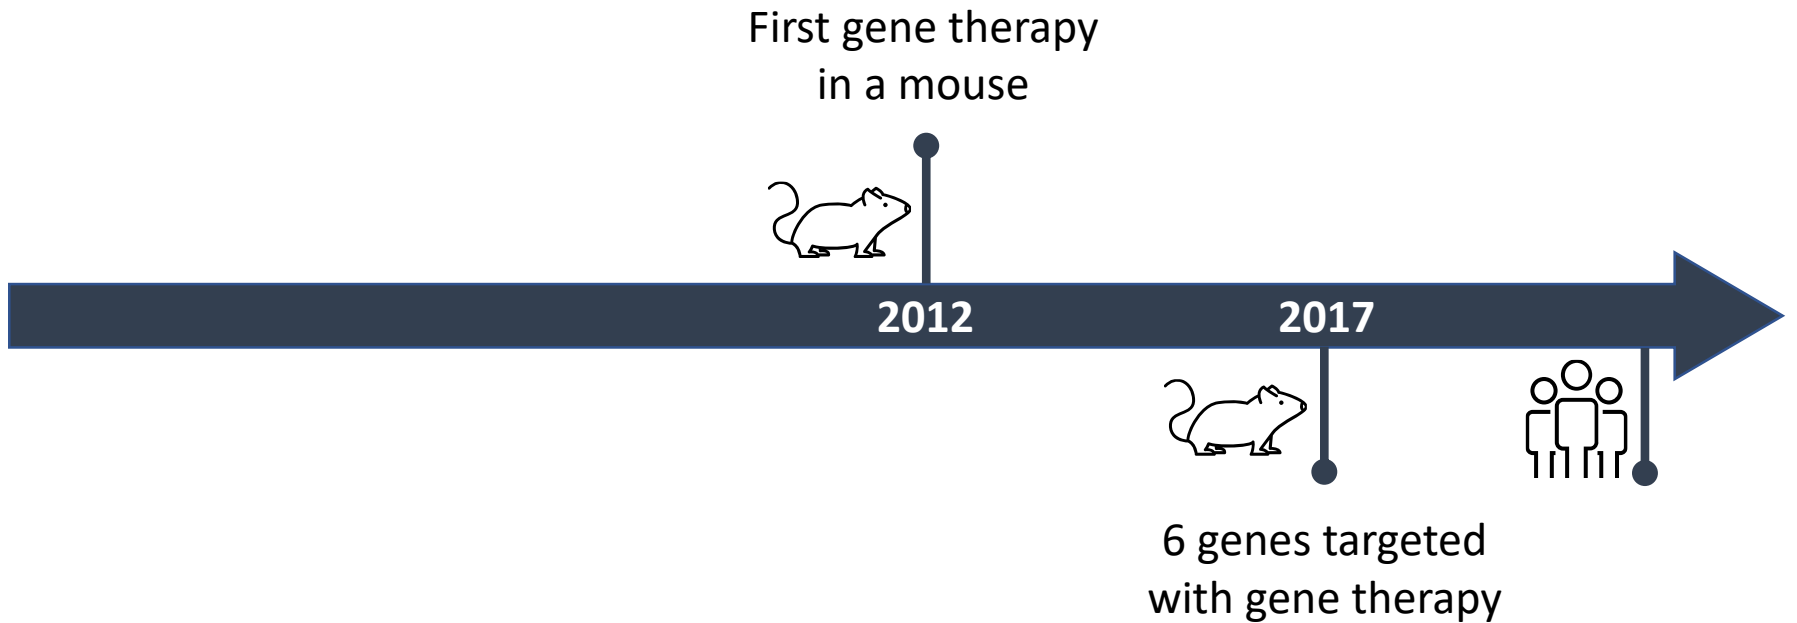 First gene therapy
in a mouse
2012
2017
6 genes targeted
with gene therapy